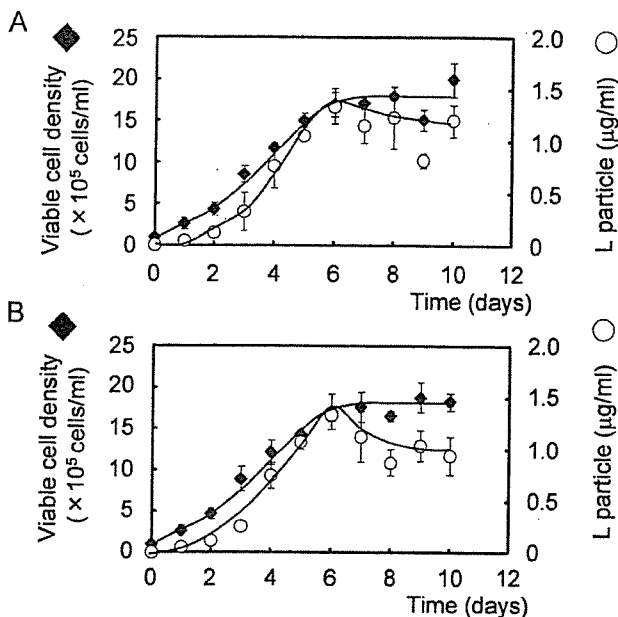 A
Viable cell density
(×10⁵ cells/ml)
25
20
15
10
5
0
2.0
1.5
1.0
0.5
0
L particle (μg/ml)
0 2 4 6 8 10 12
Time (days)
B
Viable cell density
(×10⁵ cells/ml)
25
20
15
10
5
0
2.0
1.5
1.0
0.5
0
L particle (μg/ml)
0 2 4 6 8 10 12
Time (days)